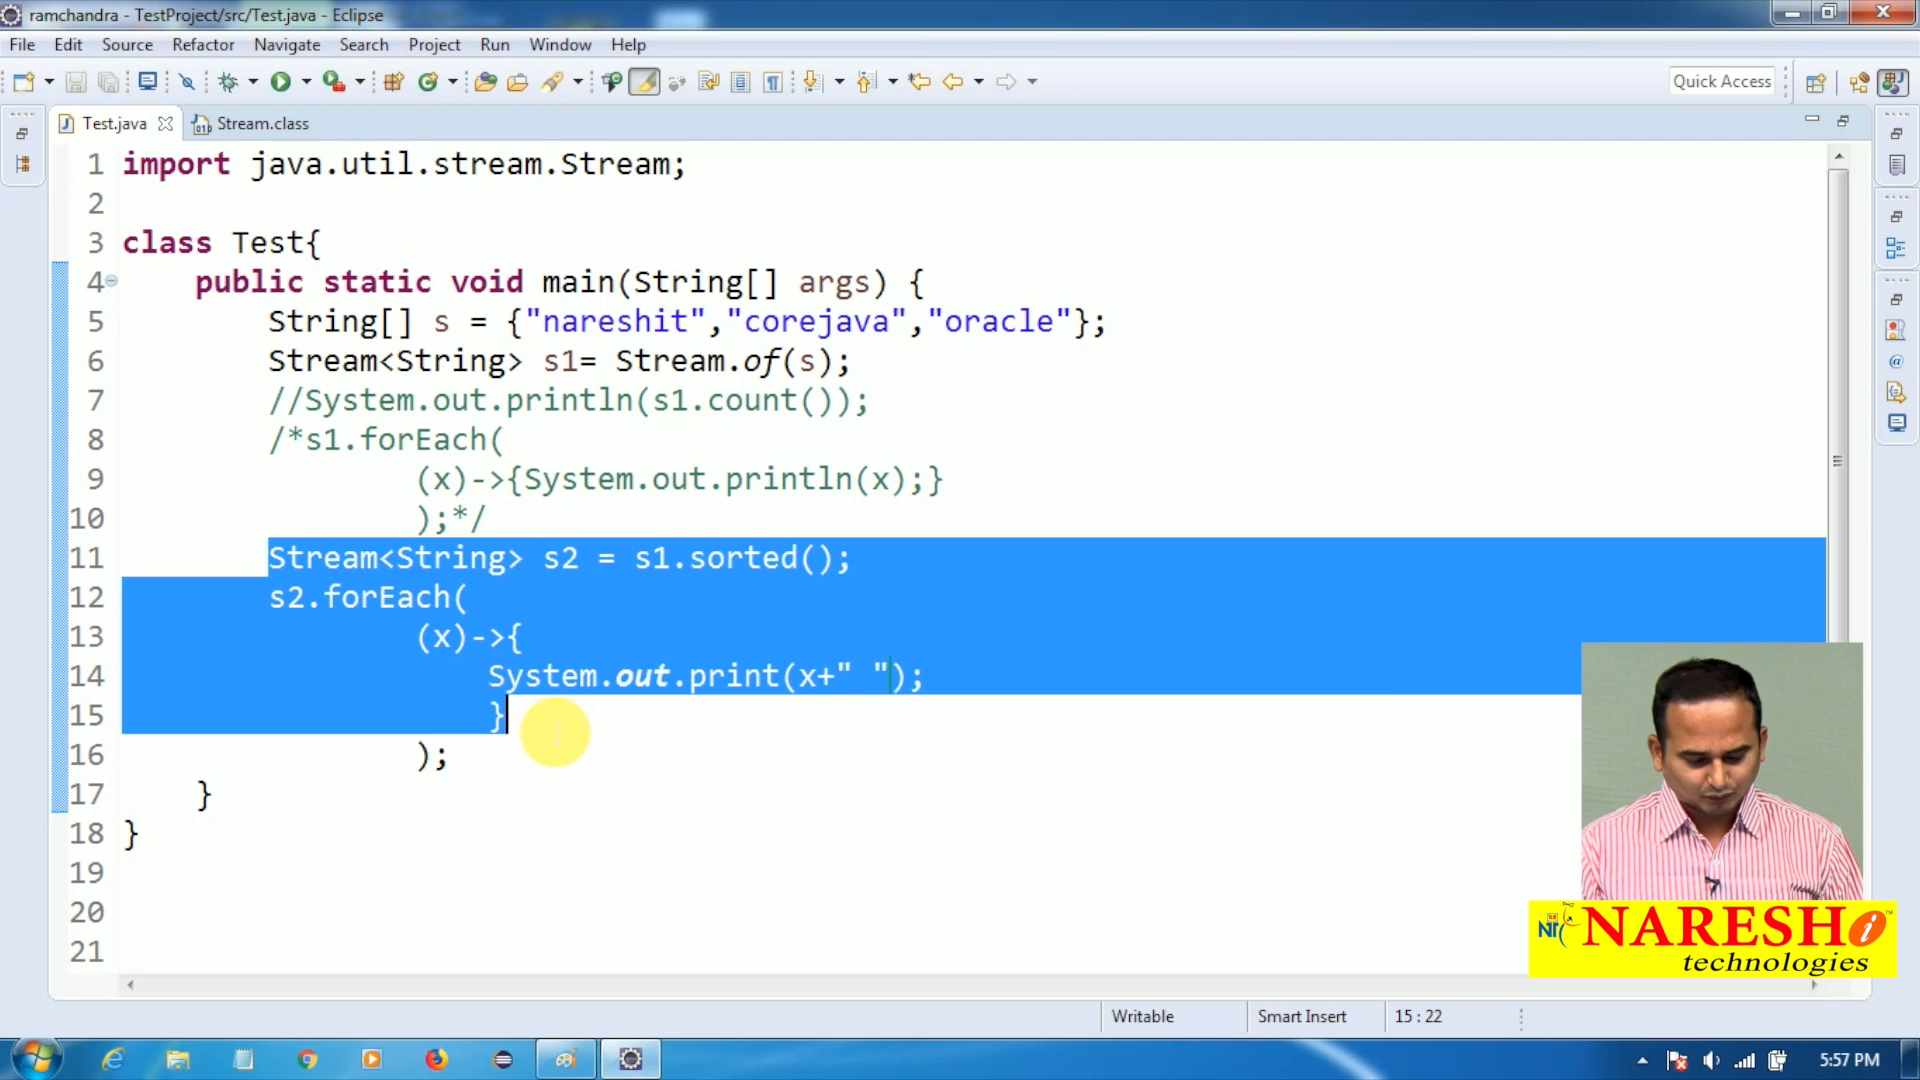 ramchandra - TestProject/src/Test.java - Eclipse
File Edit Source Refactor Navigate Search Project Run Window Help
Quick Access
Test.java Stream.class
1 import java.util.stream.Stream;
2
3 class Test{
4 public static void main(String[] args) {
5 String[] s = {"nareshit","corejava","oracle"};
6 Stream<String> s1= Stream.of(s);
7 //System.out.println(s1.count());
8 /*s1.forEach(
9 (x)->{System.out.println(x);}
10 );*/
11 Stream<String> s2 = s1.sorted();
12 s2.forEach(
13 (x)->{
14 System.out.print(x+" ");
15 }
16 );
17 }
18 }
19
20
21
NARESH i
technologies
Writable Smart Insert 15 : 22
5:57 PM